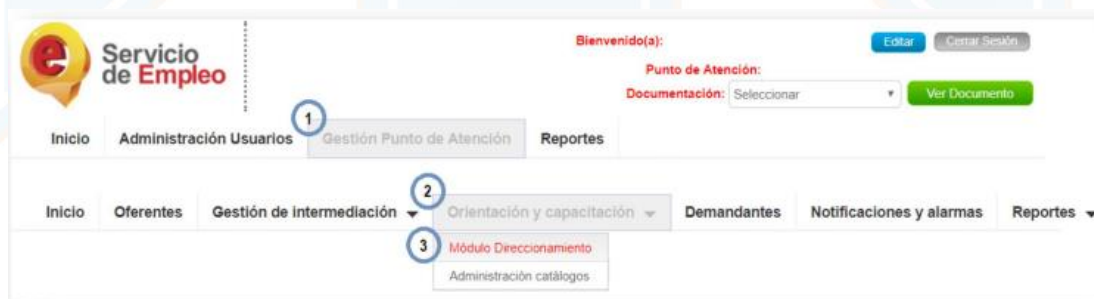 e
Servicio
de Empleo
Bienvenido(a):
Editar
Cerrar Sesión
Punto de Atención:
Documentación: Seleccionar
Ver Documento
1
Inicio Administración Usuarios Gestión Punto de Atención Reportes
2
Inicio Oferentes Gestión de intermediación Orientación y capacitación Demandantes Notificaciones y alarmas Reportes
3 Módulo Direccionamiento
Administración catálogos